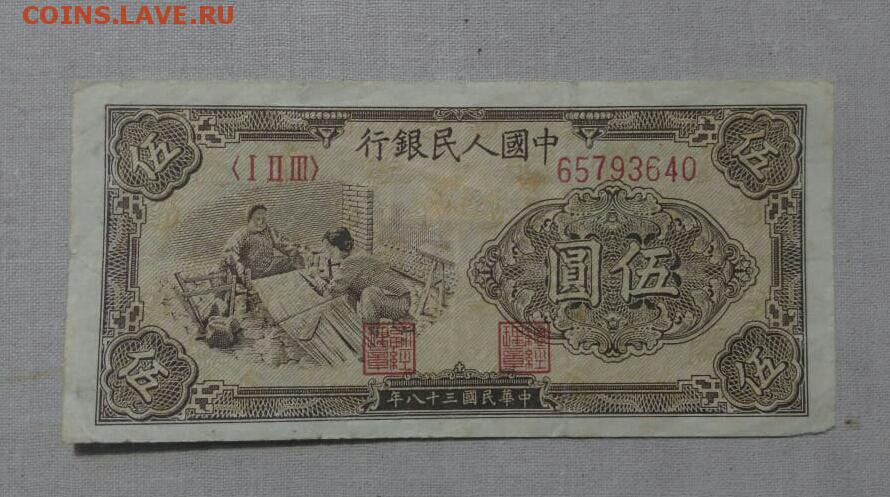 COINS.LAVE.RU
行銀民人國中
〈I II III〉
65793640
圓伍
伍
伍
伍
伍
年八十三國民華中